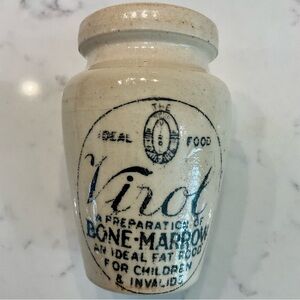 THE
IDEAL FOOD
Virol
A PREPARATION OF
BONE-MARROW
AN IDEAL FAT FOOD
FOR CHILDREN
& INVALIDS